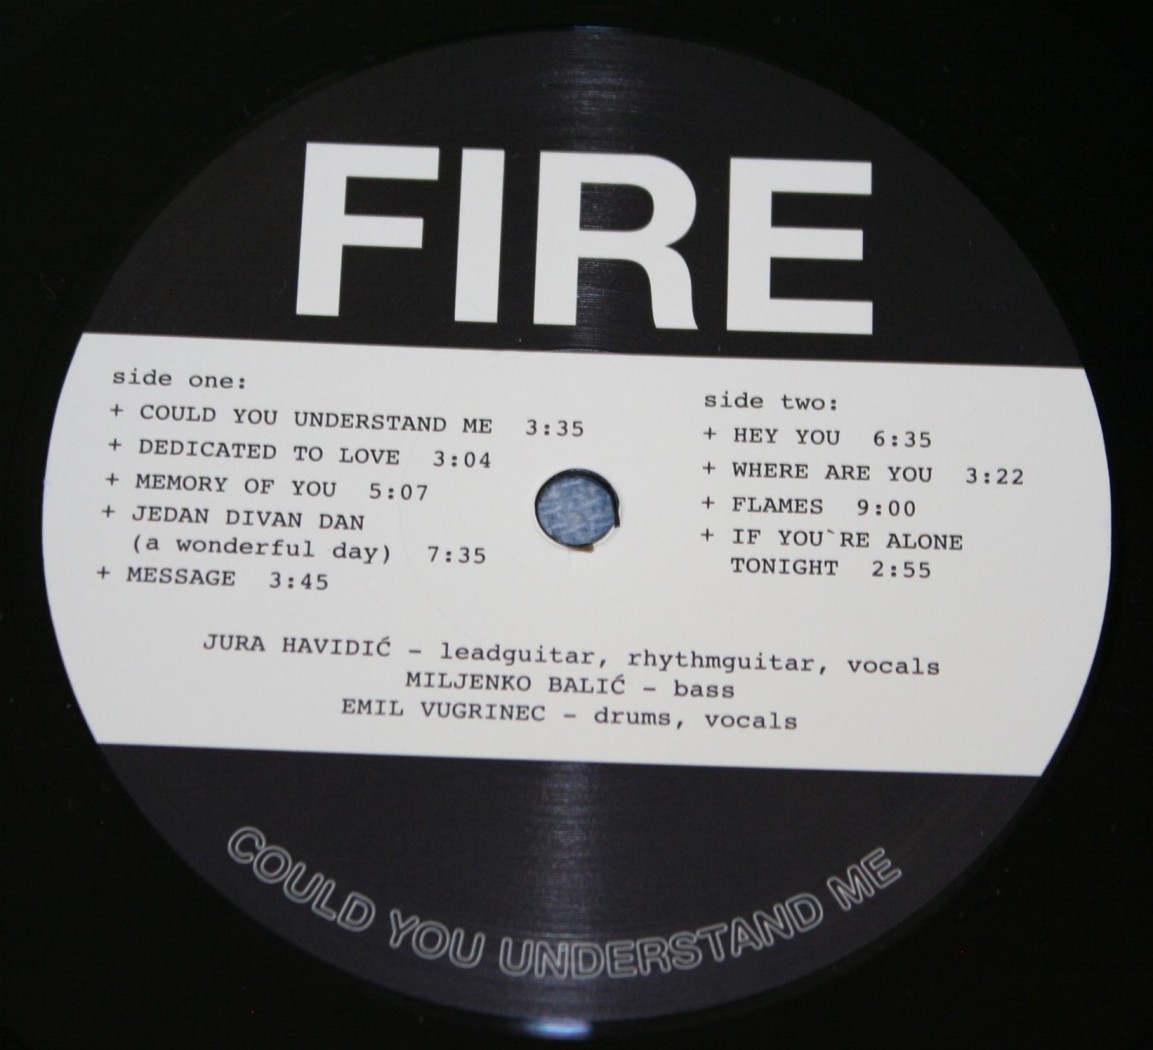 FIRE
side one:
+ COULD YOU UNDERSTAND ME 3:35
+ DEDICATED TO LOVE 3:04
+ MEMORY OF YOU 5:07
+ JEDAN DIVAN DAN
(a wonderful day) 7:35
+ MESSAGE 3:45
side two:
+ HEY YOU 6:35
+ WHERE ARE YOU 3:22
+ FLAMES 9:00
+ IF YOU`RE ALONE
TONIGHT 2:55
JURA HAVIDIĆ - leadguitar, rhythmguitar, vocals
MILJENKO BALIĆ - bass
EMIL VUGRINEC - drums, vocals
COULD YOU UNDERSTAND ME